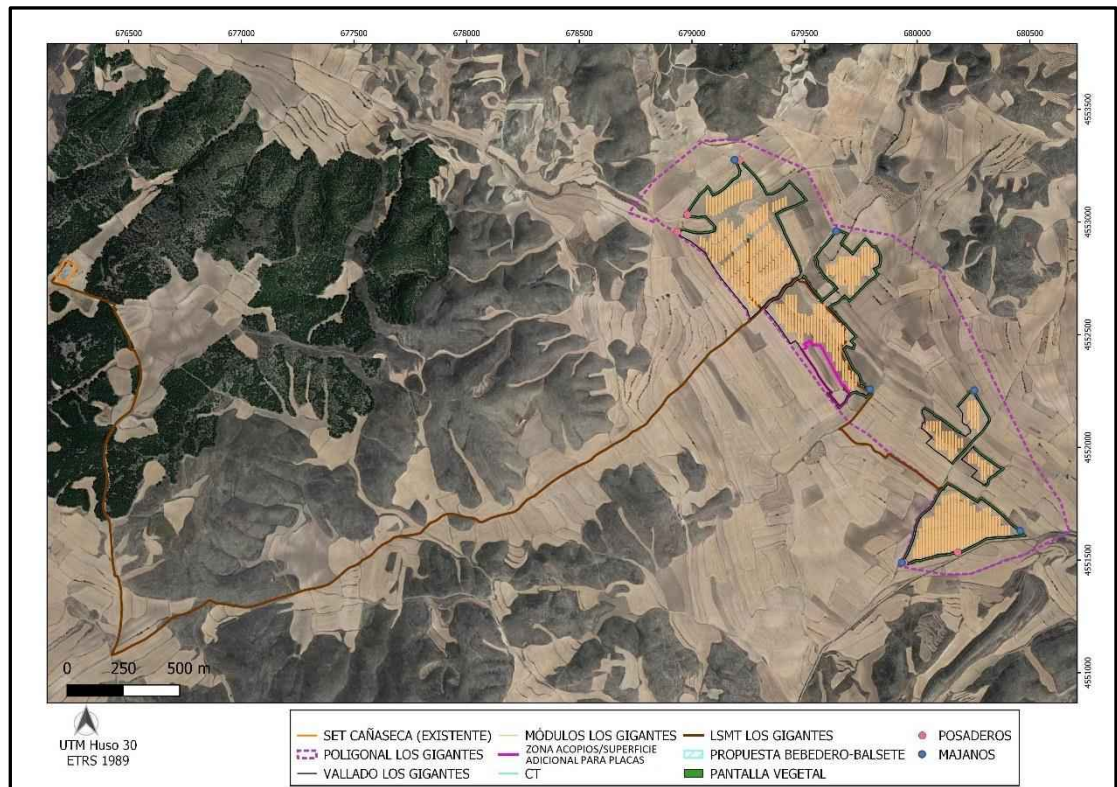 676500 677000 677500 678000 678500 679000 679500 680000 680500
4553500
4553000
4552500
4552000
4551500
4551000
0 250 500 m
UTM Huso 30
ETRS 1989
SET CAÑASECA (EXISTENTE) MÓDULOS LOS GIGANTES LSMT LOS GIGANTES POSADEROS
POLIGONAL LOS GIGANTES ZONA ACOPIOS/SUPERFICIE ADICIONAL PARA PLACAS PROPUESTA BEBEDERO-BALSETE MAJANOS
VALLADO LOS GIGANTES CT PANTALLA VEGETAL